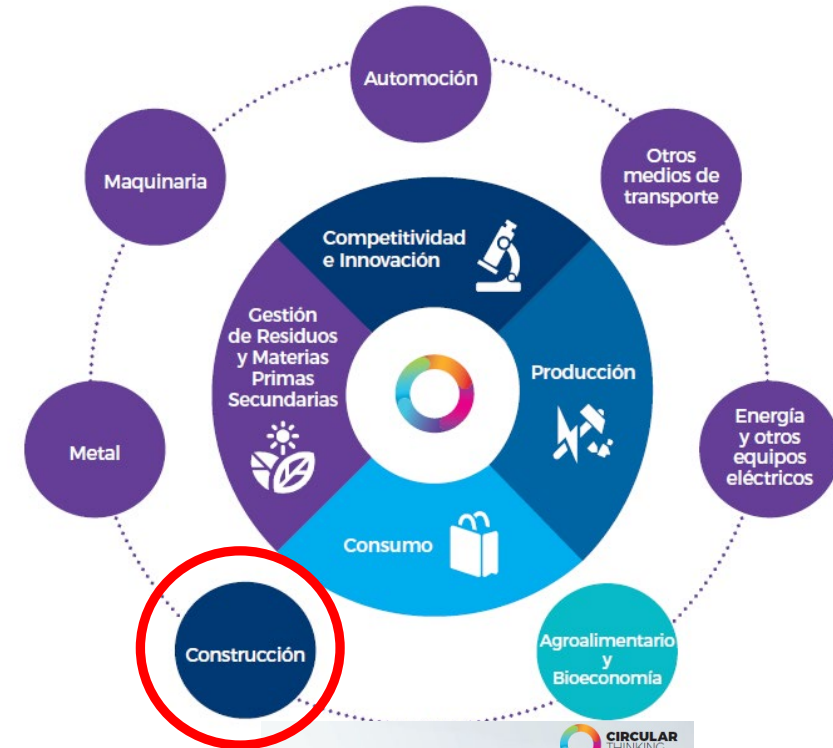 Automoción
Maquinaria
Otros
medios de
transporte
Competitividad
e Innovación
Gestión
de Residuos
y Materias
Primas
Secundarias
Producción
Metal
Energía
y otros
equipos
eléctricos
Consumo
Construcción
Agroalimentario
y
Bioeconomía
CIRCULAR
THINKING